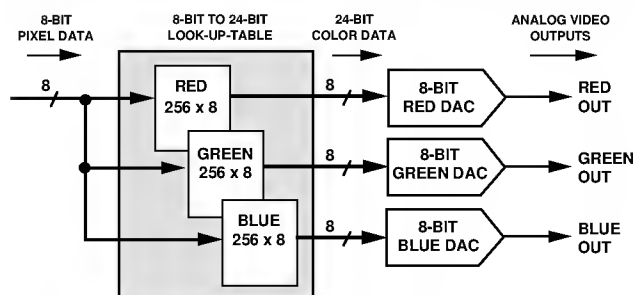 8-BIT
PIXEL DATA
8-BIT TO 24-BIT
LOOK-UP-TABLE
24-BIT
COLOR DATA
ANALOG VIDEO
OUTPUTS
8
RED
256 x 8
8
8-BIT
RED DAC
RED
OUT
GREEN
256 x 8
8
8-BIT
GREEN DAC
GREEN
OUT
BLUE
256 x 8
8
8-BIT
BLUE DAC
BLUE
OUT